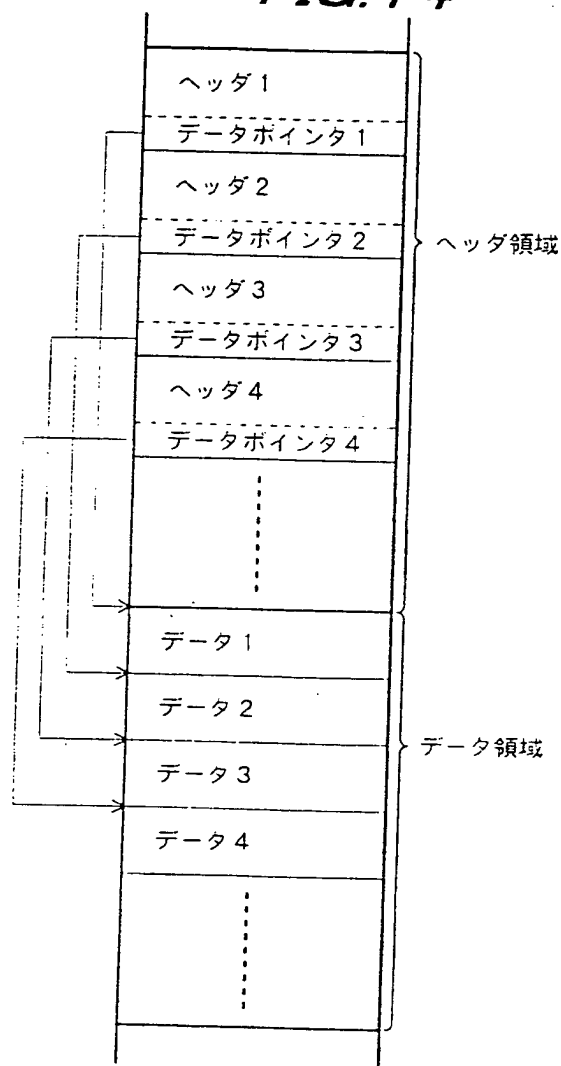 FIG.14
ヘッダ1
データポインタ1
ヘッダ2
データポインタ2
ヘッダ領域
ヘッダ3
データポインタ3
ヘッダ4
データポインタ4
データ1
データ2
データ領域
データ3
データ4